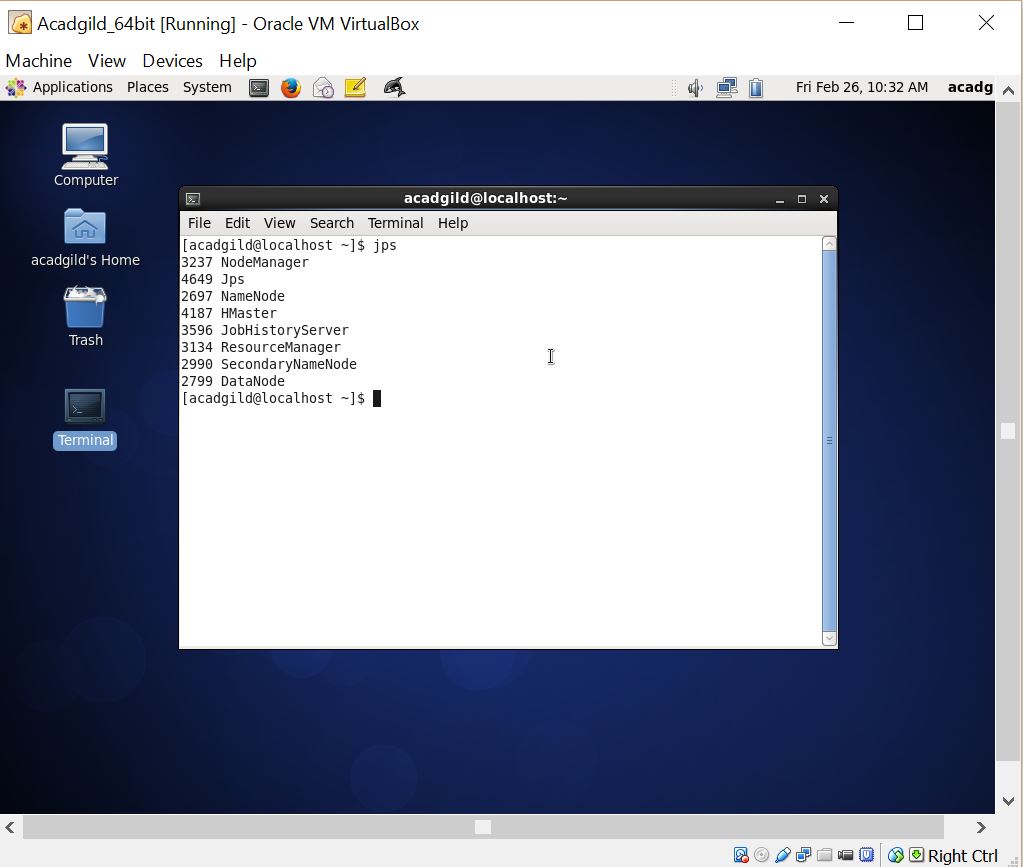 Acadgild_64bit [Running] - Oracle VM VirtualBox
Machine View Devices Help
Applications Places System Fri Feb 26, 10:32 AM acadg
Computer
acadgild's Home
Trash
Terminal
acadgild@localhost:~
File Edit View Search Terminal Help
[acadgild@localhost ~]$ jps
3237 NodeManager
4649 Jps
2697 NameNode
4187 HMaster
3596 JobHistoryServer
3134 ResourceManager
2990 SecondaryNameNode
2799 DataNode
[acadgild@localhost ~]$
Right Ctrl